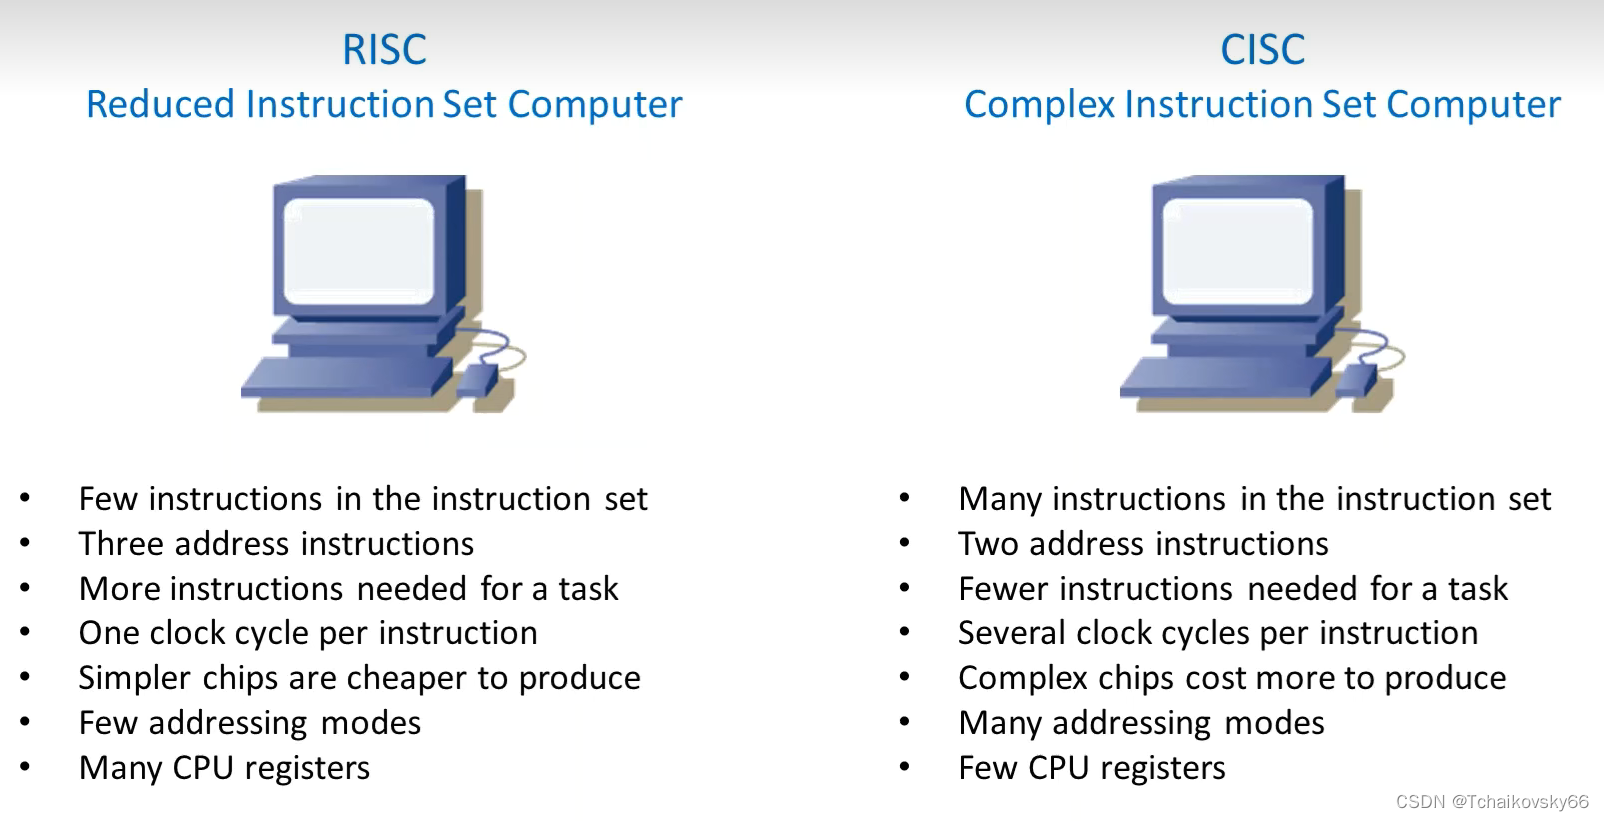 RISC
Reduced Instruction Set Computer
• Few instructions in the instruction set
• Three address instructions
• More instructions needed for a task
• One clock cycle per instruction
• Simpler chips are cheaper to produce
• Few addressing modes
• Many CPU registers
CISC
Complex Instruction Set Computer
• Many instructions in the instruction set
• Two address instructions
• Fewer instructions needed for a task
• Several clock cycles per instruction
• Complex chips cost more to produce
• Many addressing modes
• Few CPU registers
CSDN @Tchaikovsky66